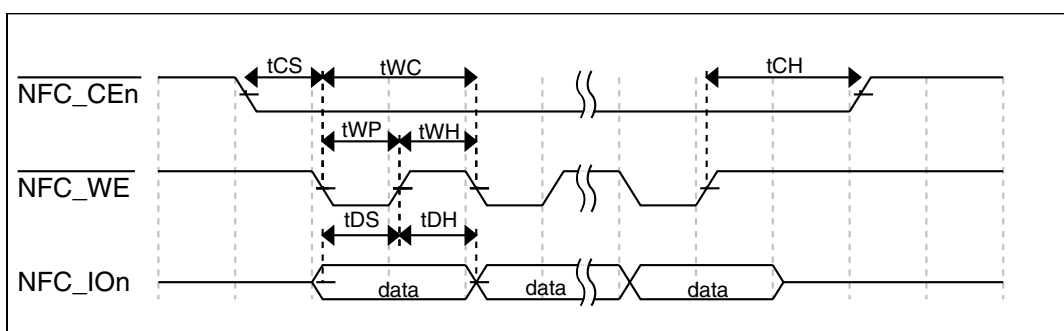 tCS tWC tCH
NFC_CEn
tWP tWH
NFC_WE
tDS tDH
NFC_IOn
data data data